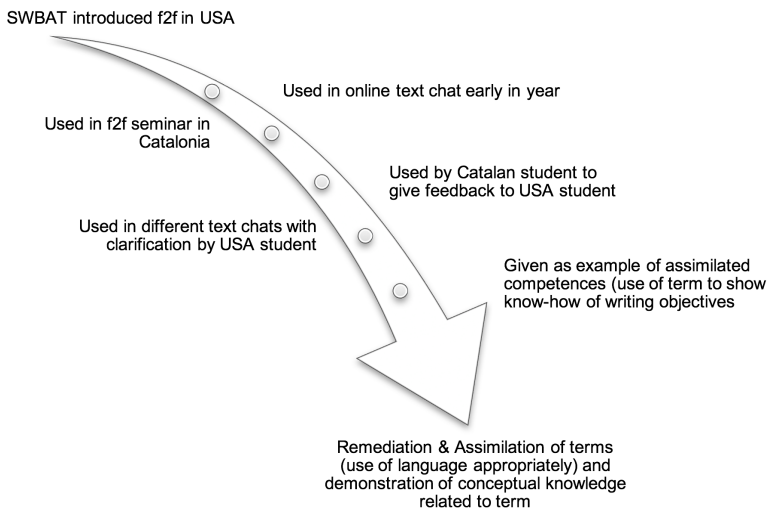 SWBAT introduced f2f in USA
Used in online text chat early in year
Used in f2f seminar in
Catalonia
Used by Catalan student to
give feedback to USA student
Used in different text chats with
clarification by USA student
Given as example of assimilated
competences (use of term to show
know-how of writing objectives
Remediation & Assimilation of terms
(use of language appropriately) and
demonstration of conceptual knowledge
related to term